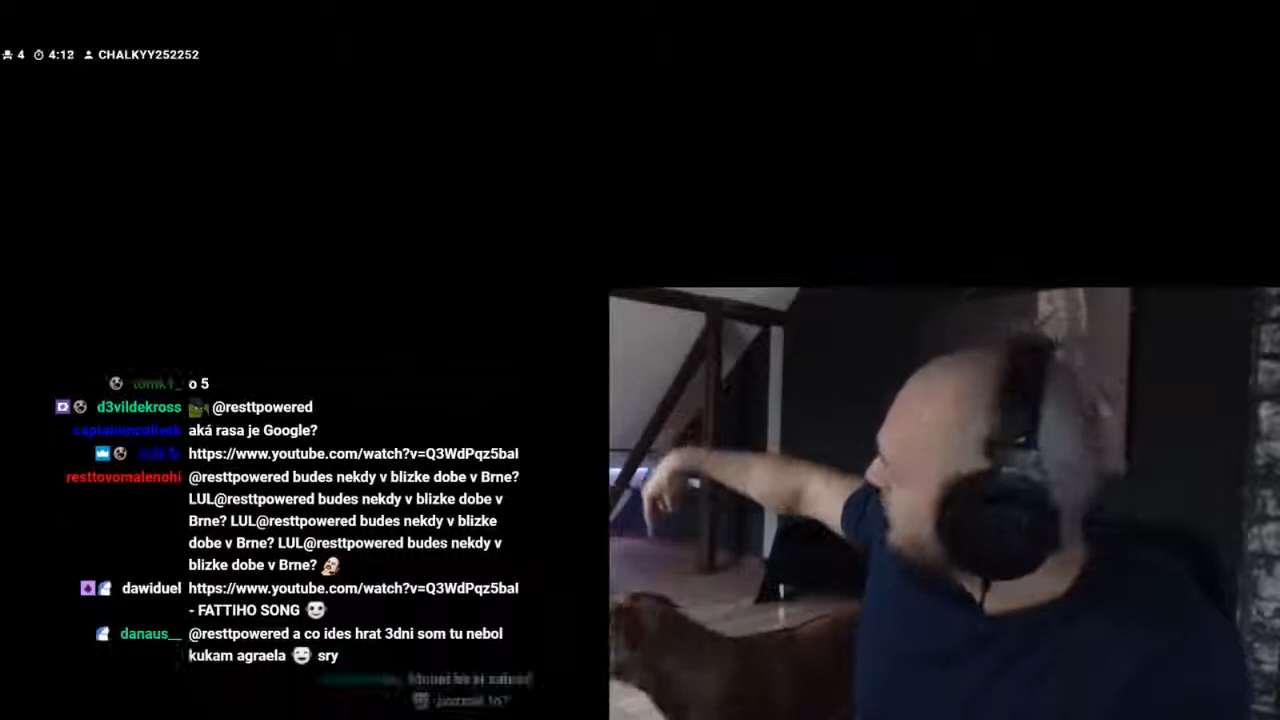 4 4:12 CHALKYY252252
o 5
d3vildekross @resttpowered
aká rasa je Google?
https://www.youtube.com/watch?v=Q3WdPqz5baI
resttovomalenohi @resttpowered budes nekdy v blizke dobe v Brne?
LUL@resttpowered budes nekdy v blizke dobe v
Brne? LUL@resttpowered budes nekdy v blizke
dobe v Brne? LUL@resttpowered budes nekdy v
blizke dobe v Brne?
dawiduel https://www.youtube.com/watch?v=Q3WdPqz5baI
- FATTIHO SONG
danaus__ @resttpowered a co ides hrat 3dni som tu nebol
kukam agraela sry